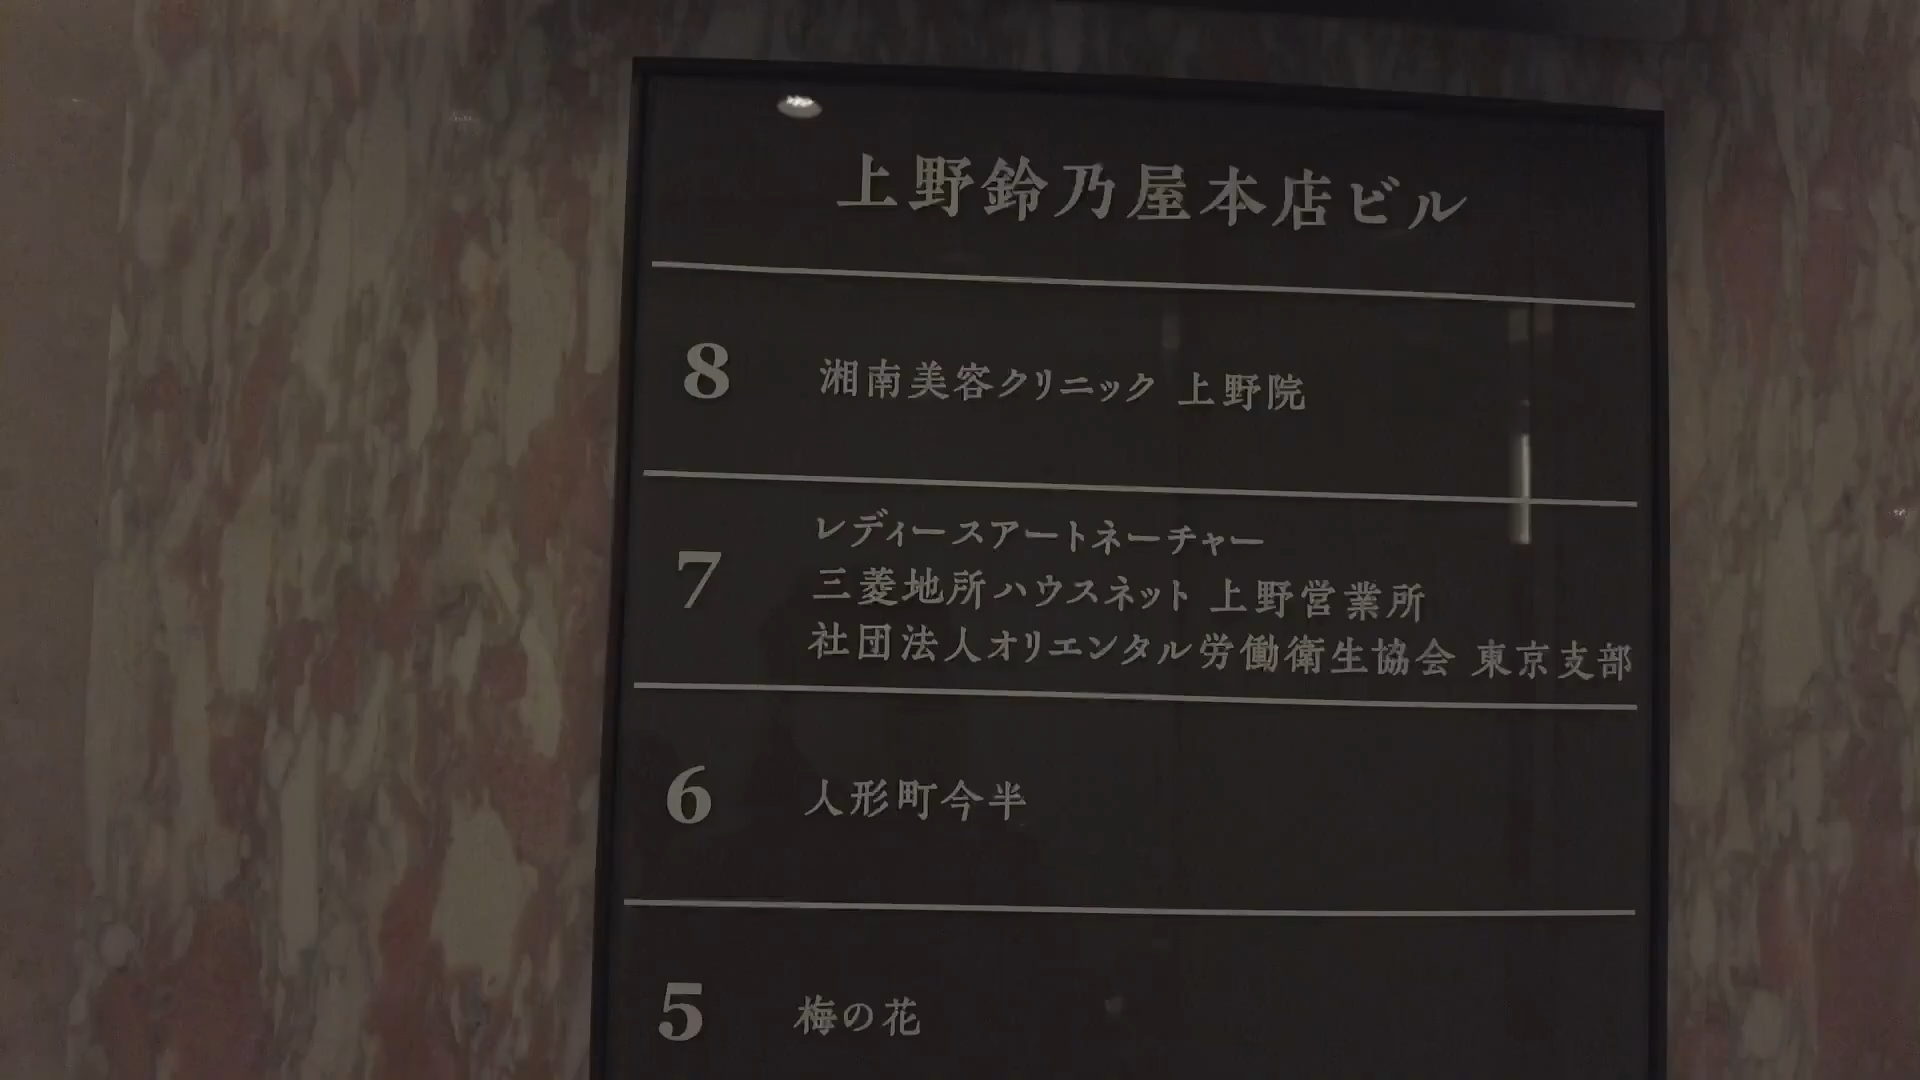 上野鈴乃屋本店ビル
8 湘南美容クリニック 上野院
レディースアートネーチャー
7 三菱地所ハウスネット 上野営業所
社団法人オリエンタル労働衛生協会 東京支部
6 人形町今半
5 梅の花